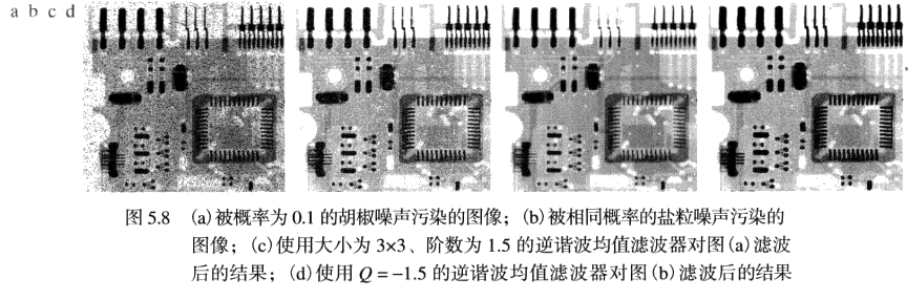 a b c d
图 5.8 (a)被概率为 0.1 的胡椒噪声污染的图像；(b)被相同概率的盐粒噪声污染的
图像；(c)使用大小为 3×3、阶数为 1.5 的逆谐波均值滤波器对图(a)滤波
后的结果；(d)使用 Q = −1.5 的逆谐波均值滤波器对图(b)滤波后的结果